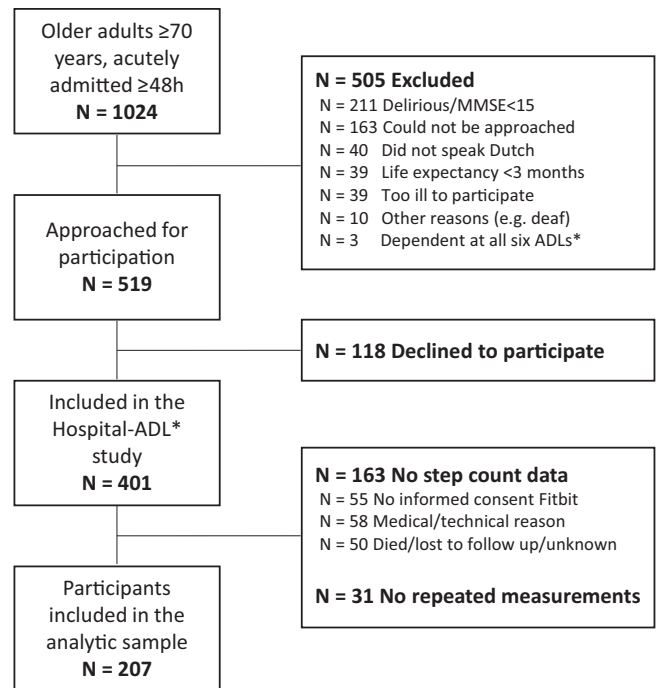 Older adults ≥70
years, acutely
admitted ≥48h
N = 1024
N = 505 Excluded
N = 211 Delirious/MMSE<15
N = 163 Could not be approached
N = 40 Did not speak Dutch
N = 39 Life expectancy <3 months
N = 39 Too ill to participate
N = 10 Other reasons (e.g. deaf)
N = 3 Dependent at all six ADLs*
Approached for
participation
N = 519
N = 118 Declined to participate
Included in the
Hospital-ADL*
study
N = 401
N = 163 No step count data
N = 55 No informed consent Fitbit
N = 58 Medical/technical reason
N = 50 Died/lost to follow up/unknown
N = 31 No repeated measurements
Participants
included in the
analytic sample
N = 207